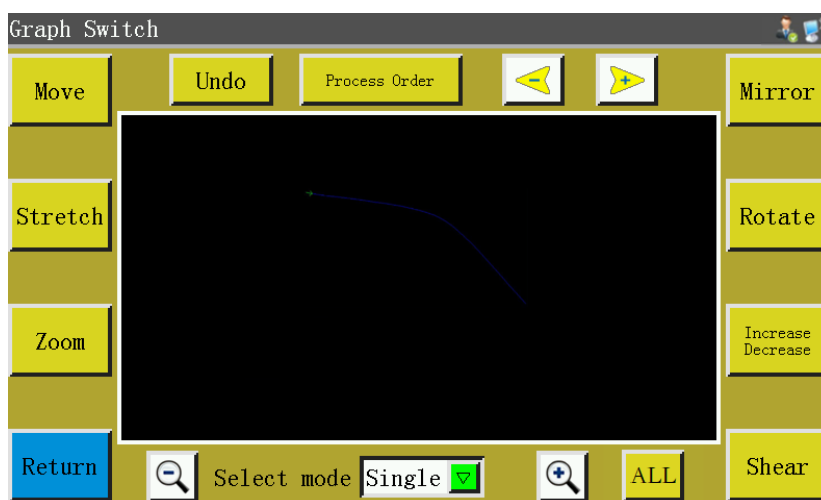 Graph Switch
Move
Undo
Process Order
-
+
Mirror
Stretch
Rotate
Zoom
Increase
Decrease
Return
Select mode
Single
ALL
Shear